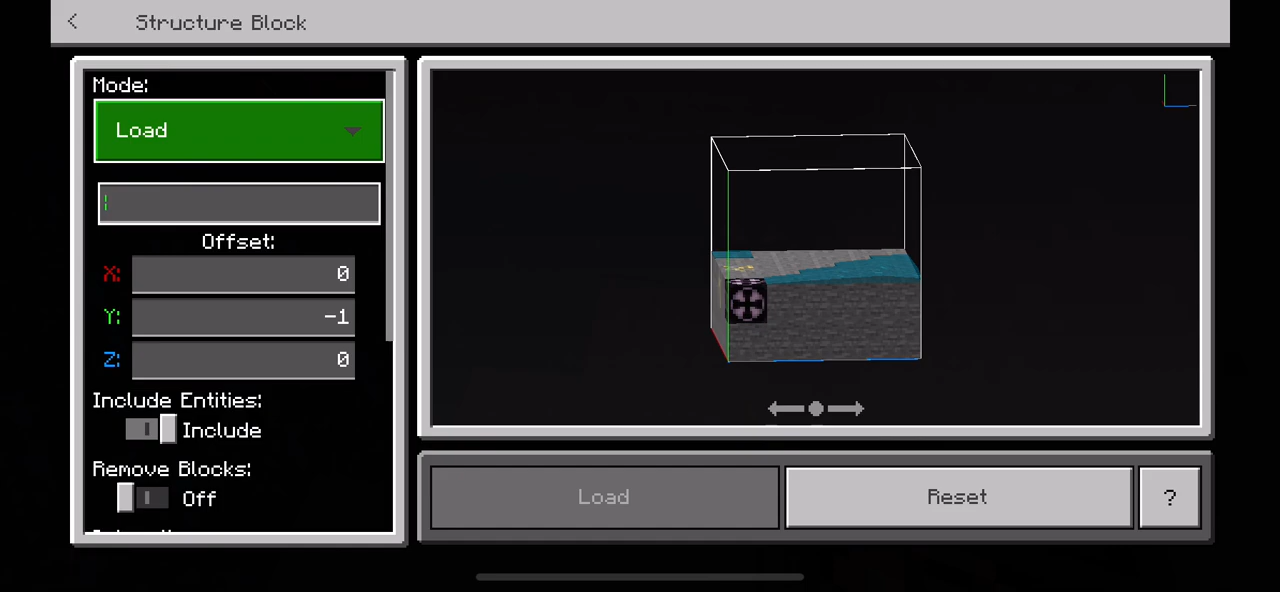 Structure Block
Mode:
Load
Offset:
X: 0
Y: -1
Z: 0
Include Entities:
Include
Remove Blocks:
Off
Load
Reset
?